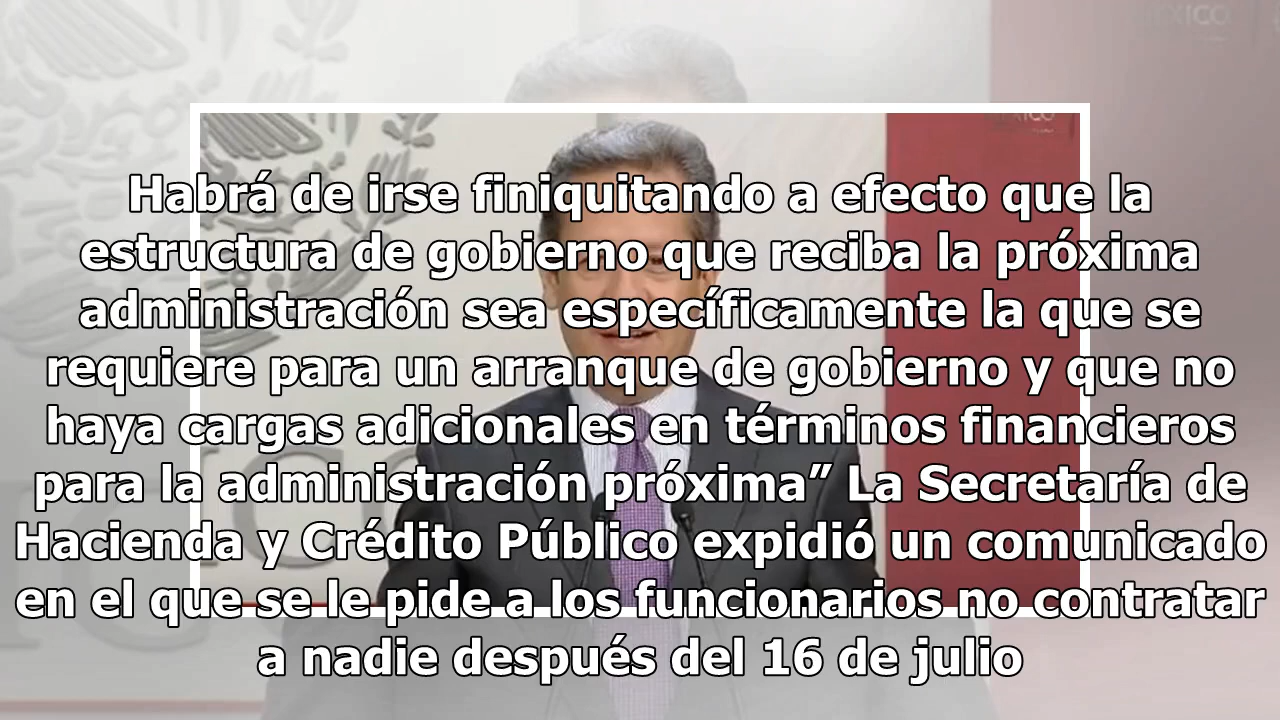 MÉXICO
EXICO
Habrá de irse finiquitando a efecto que la
estructura de gobierno que reciba la próxima
administración sea específicamente la que se
requiere para un arranque de gobierno y que no
haya cargas adicionales en términos financieros
para la administración próxima” La Secretaría de
Hacienda y Crédito Público expidió un comunicado
en el que se le pide a los funcionarios no contratar
a nadie después del 16 de julio